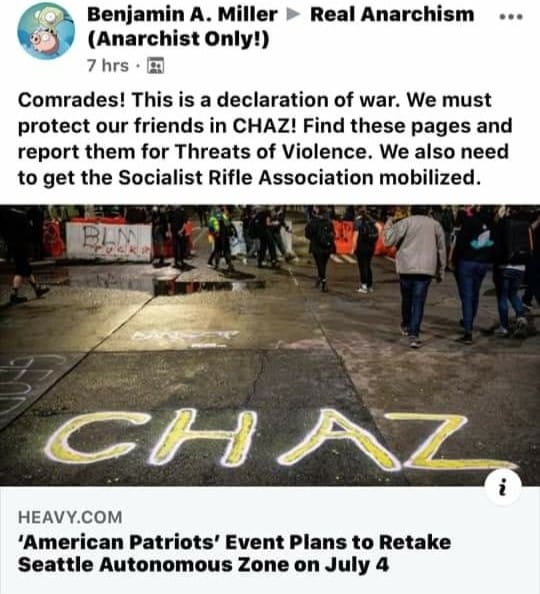 Benjamin A. Miller ▸ Real Anarchism
(Anarchist Only!)
7 hrs ·
Comrades! This is a declaration of war. We must
protect our friends in CHAZ! Find these pages and
report them for Threats of Violence. We also need
to get the Socialist Rifle Association mobilized.
BLM
CHAZ
i
HEAVY.COM
‘American Patriots’ Event Plans to Retake
Seattle Autonomous Zone on July 4